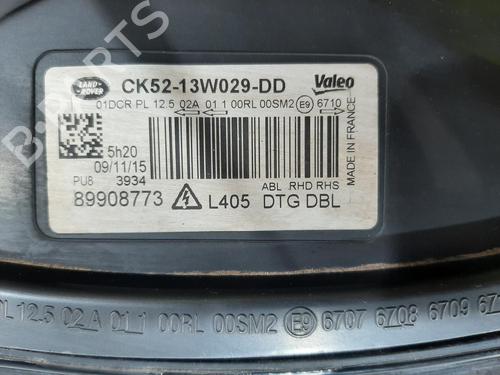 LAND ROVER
CK52-13W029-DD Valeo
01DCR PL 12.5 02A 01 1 00RL 00SM2 E9 6710
5h20
09/11/15
PU8 3934
MADE IN FRANCE
ABL RHD RHS
89908773 L405 DTG DBL
PL 12.5 02A 01 1 00RL 00SM2 E9 6707 6708 6709